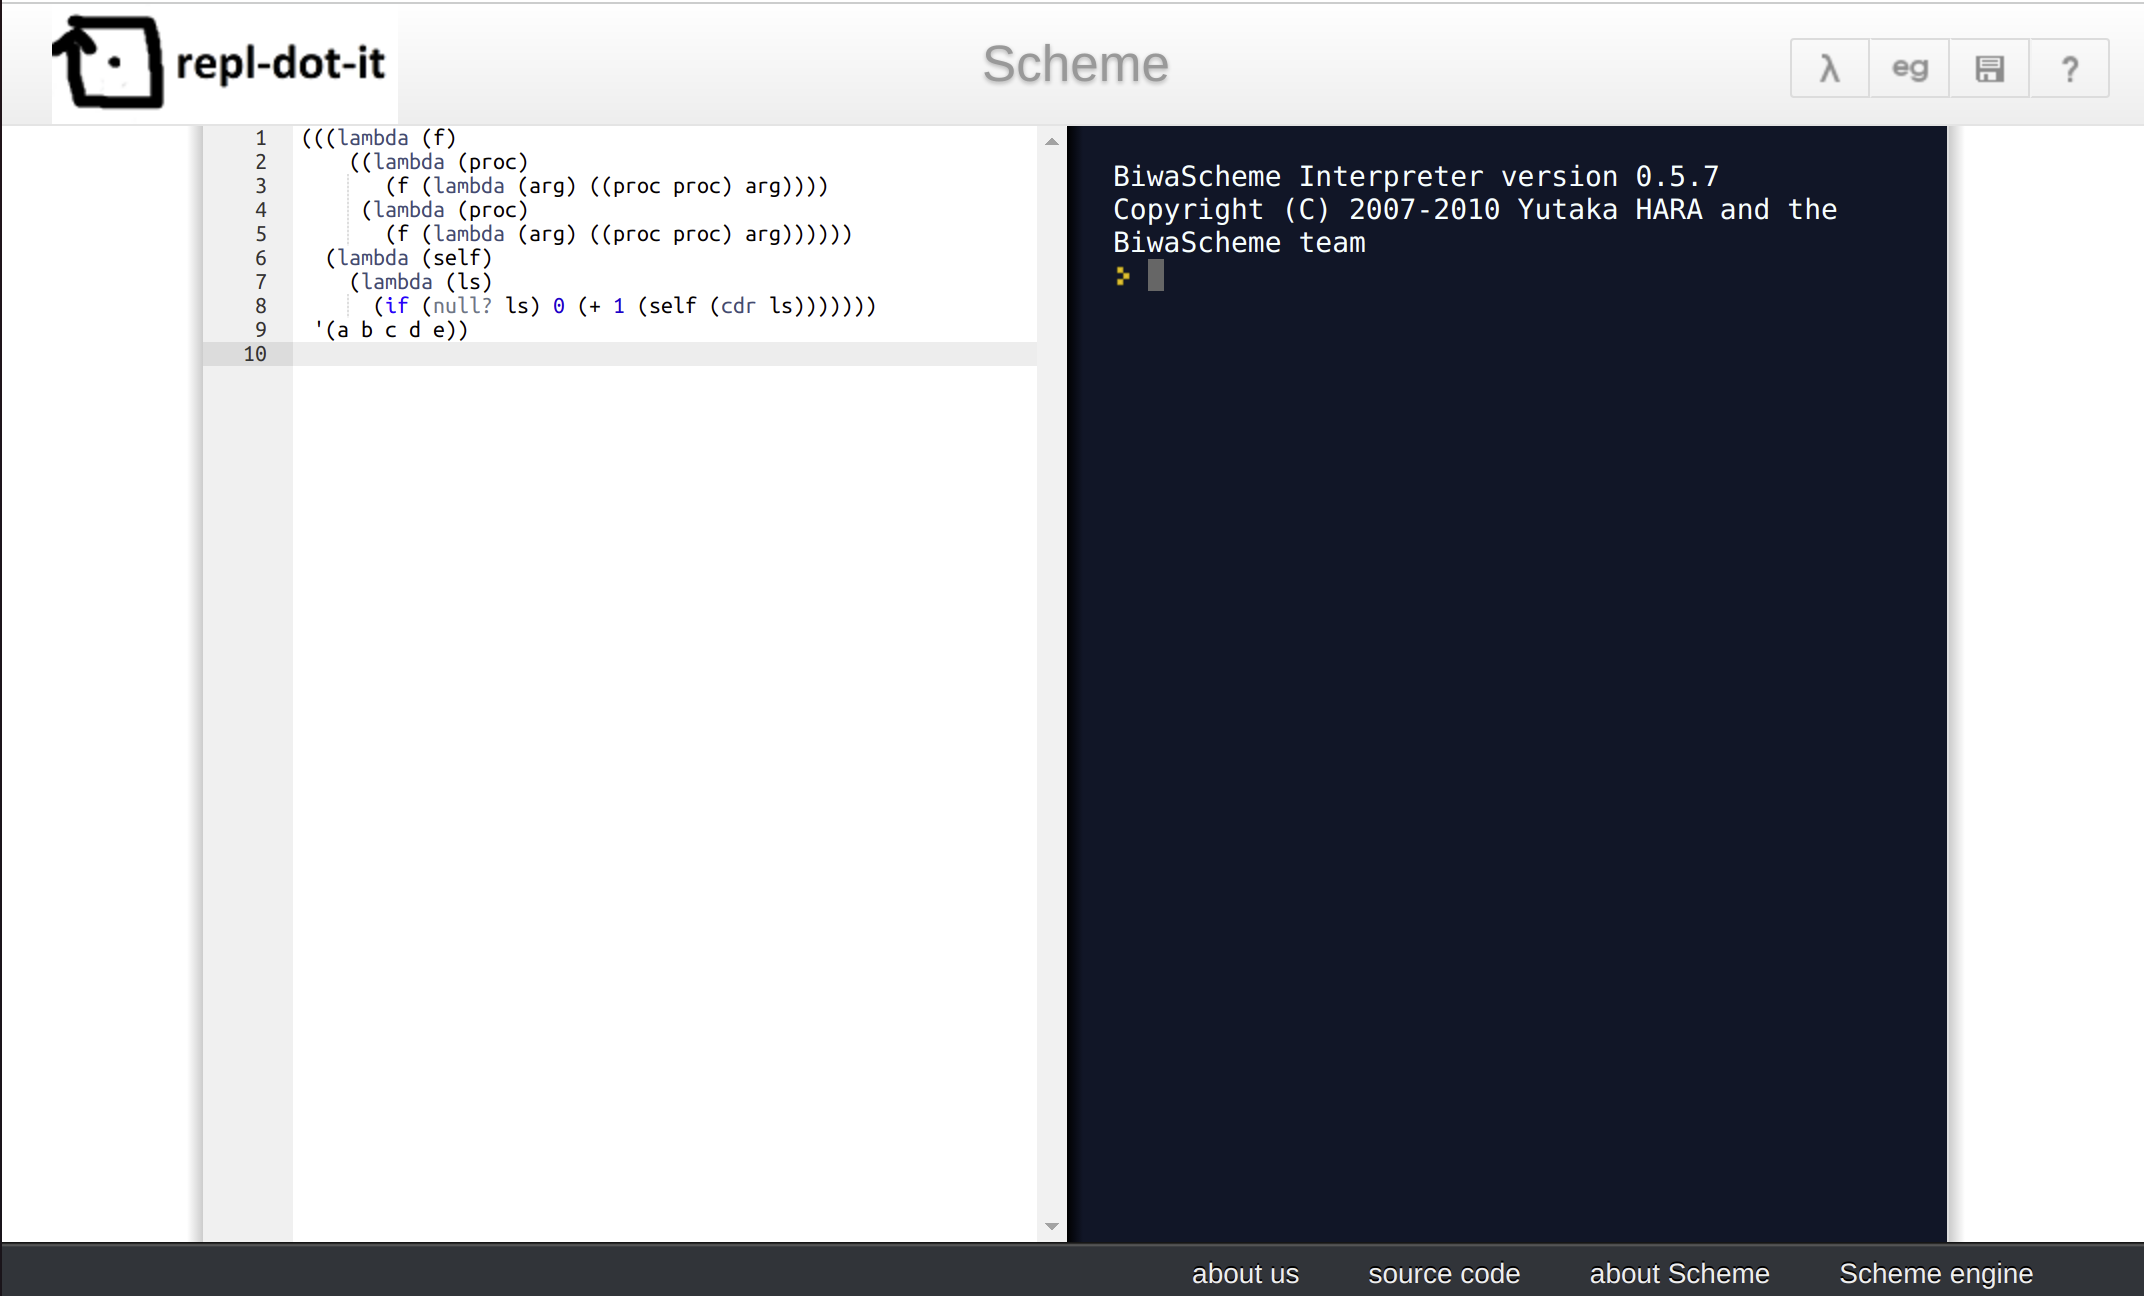 repl-dot-it
Scheme
λ eg ?
1 (((lambda (f)
2     ((lambda (proc)
3        (f (lambda (arg) ((proc proc) arg))))
4      (lambda (proc)
5        (f (lambda (arg) ((proc proc) arg))))))
6   (lambda (self)
7     (lambda (ls)
8       (if (null? ls) 0 (+ 1 (self (cdr ls)))))))
9  '(a b c d e))
10
BiwaScheme Interpreter version 0.5.7
Copyright (C) 2007-2010 Yutaka HARA and the
BiwaScheme team
>
about us source code about Scheme Scheme engine